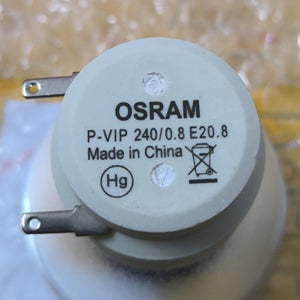 OSRAM
P-VIP 240/0.8 E20.8
Made in China
Hg